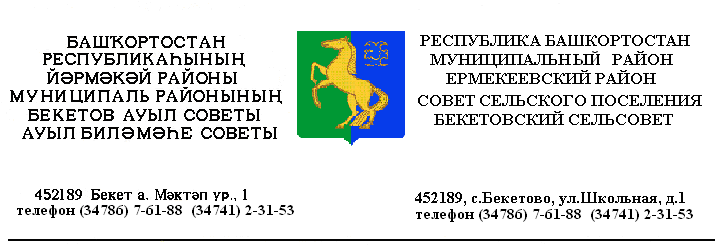 БАШҠОРТОСТАН
РЕСПУБЛИКАҺЫНЫҢ
ЙӘРМӘКӘЙ РАЙОНЫ
МУНИЦИПАЛЬ РАЙОНЫНЫҢ
БЕКЕТОВ АУЫЛ СОВЕТЫ
АУЫЛ БИЛӘМӘҺЕ СОВЕТЫ
452189 Бекет а. Мәктәп ур., 1
телефон (34786) 7-61-88 (34741) 2-31-53
РЕСПУБЛИКА БАШКОРТОСТАН
МУНИЦИПАЛЬНЫЙ РАЙОН
ЕРМЕКЕЕВСКИЙ РАЙОН
СОВЕТ СЕЛЬСКОГО ПОСЕЛЕНИЯ
БЕКЕТОВСКИЙ СЕЛЬСОВЕТ
452189, с.Бекетово, ул.Школьная, д.1
телефон (34786) 7-61-88 (34741) 2-31-53